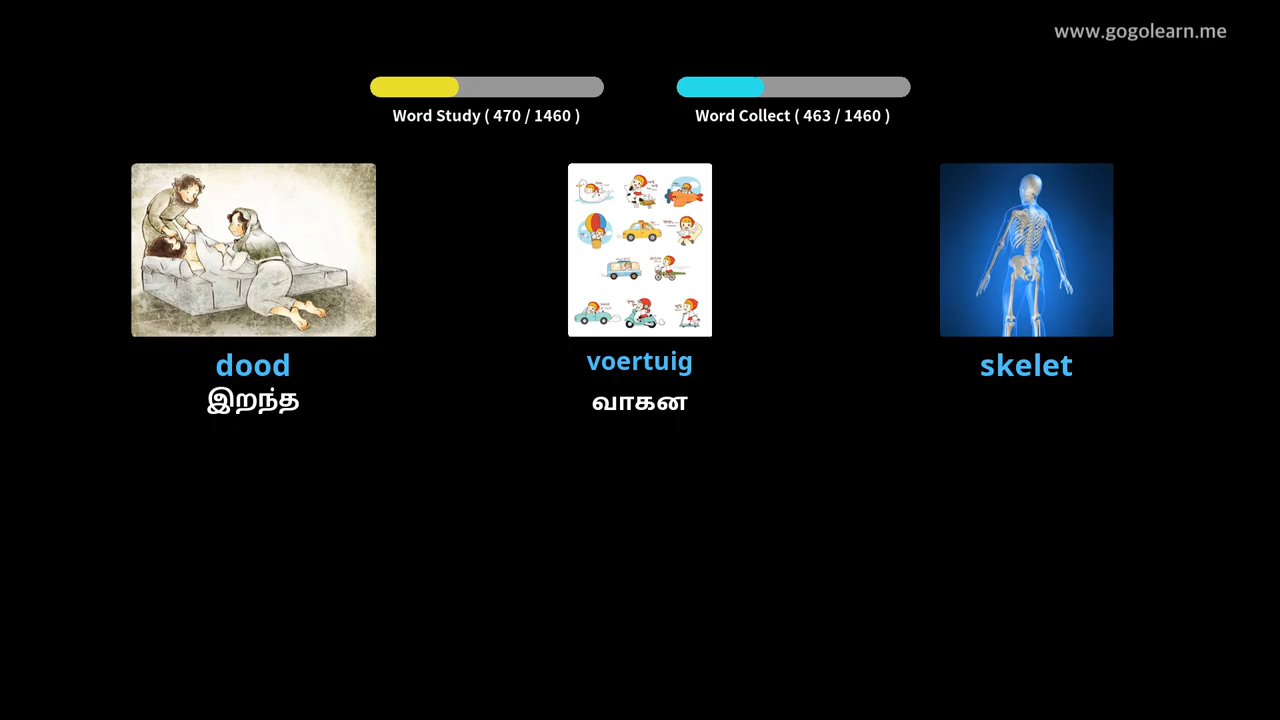 www.gogolearn.me
Word Study ( 470 / 1460 )
Word Collect ( 463 / 1460 )
dood
இறந்த
voertuig
வாகன
skelet